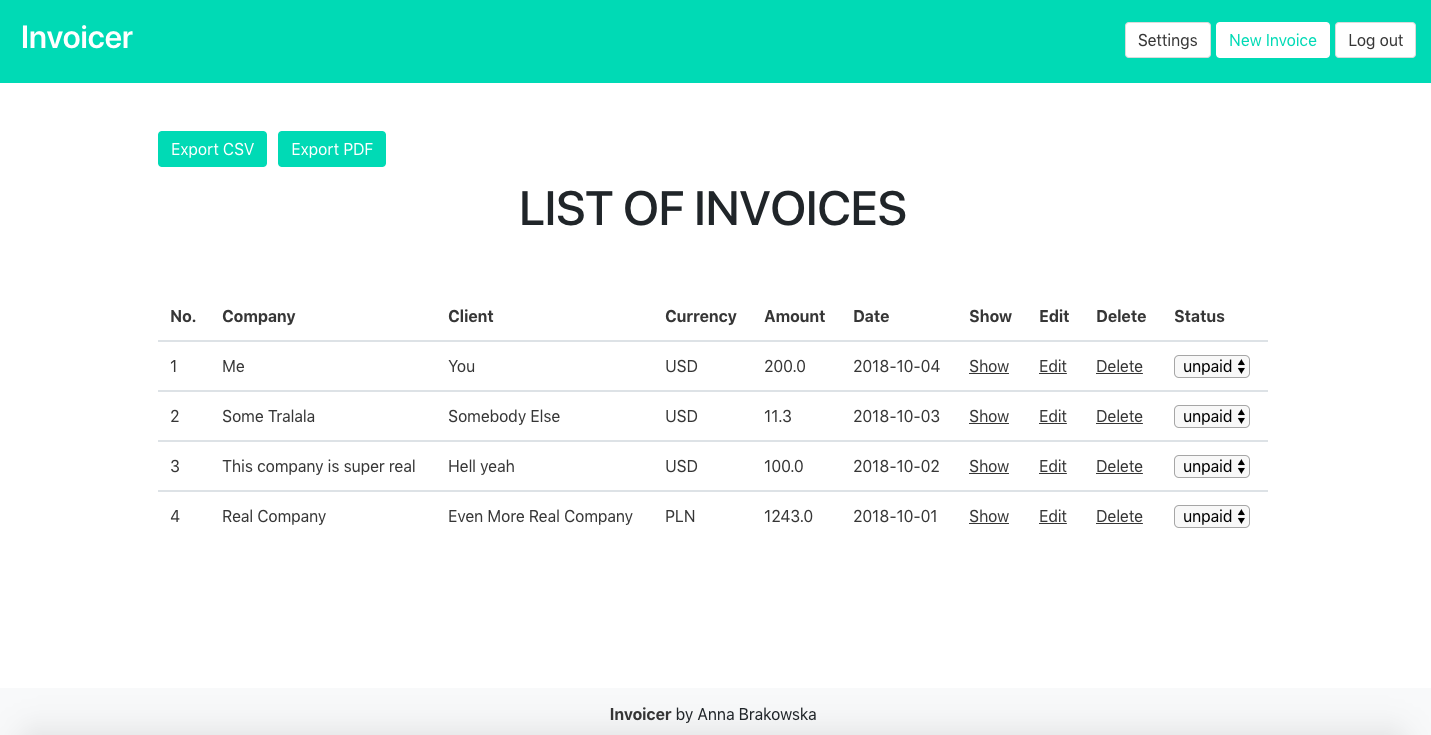 Invoicer
Settings New Invoice Log out
Export CSV Export PDF
LIST OF INVOICES
No. Company Client Currency Amount Date Show Edit Delete Status
1 Me You USD 200.0 2018-10-04 Show Edit Delete unpaid
2 Some Tralala Somebody Else USD 11.3 2018-10-03 Show Edit Delete unpaid
3 This company is super real Hell yeah USD 100.0 2018-10-02 Show Edit Delete unpaid
4 Real Company Even More Real Company PLN 1243.0 2018-10-01 Show Edit Delete unpaid
Invoicer by Anna Brakowska